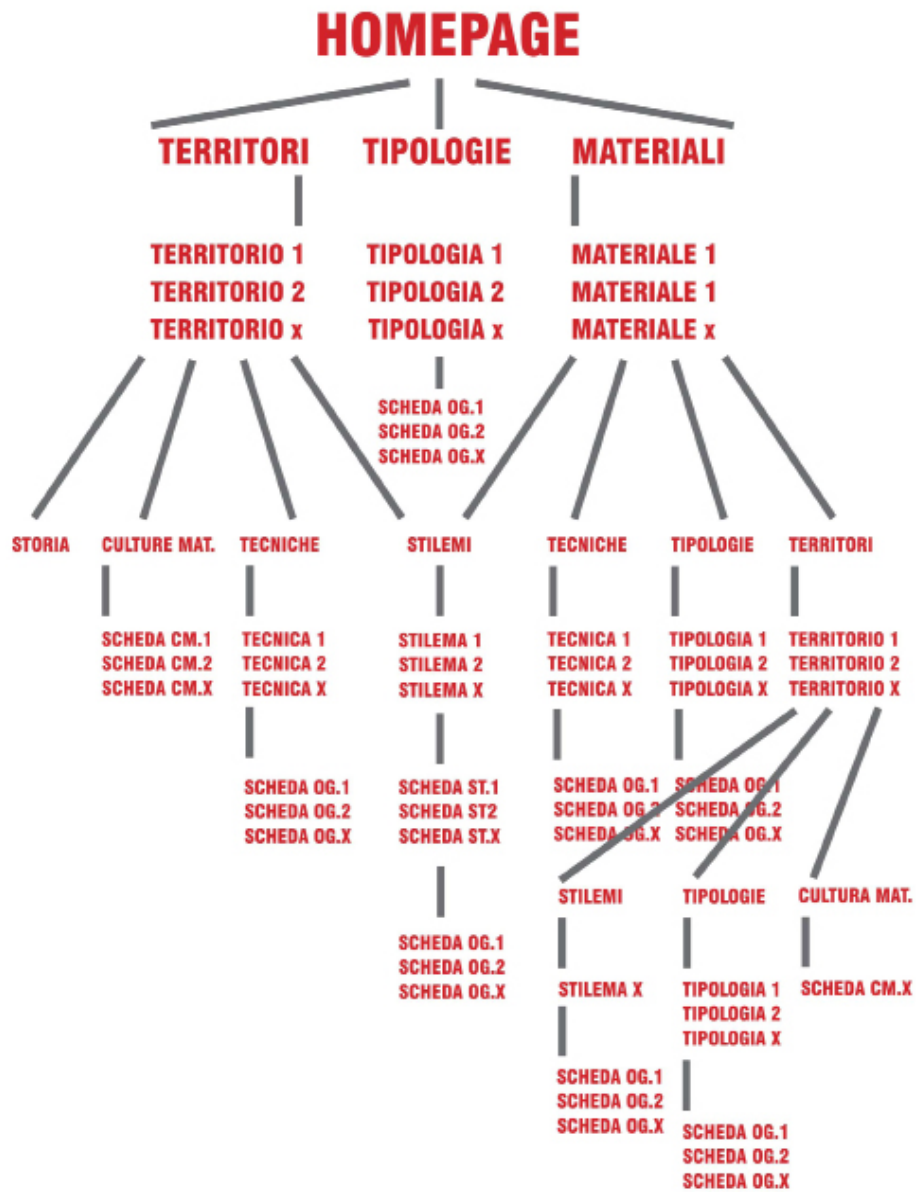 HOMEPAGE
TERRITORI TIPOLOGIE MATERIALI
TERRITORIO 1 TIPOLOGIA 1 MATERIALE 1
TERRITORIO 2 TIPOLOGIA 2 MATERIALE 1
TERRITORIO x TIPOLOGIA x MATERIALE x
SCHEDA OG.1
SCHEDA OG.2
SCHEDA OG.X
STORIA CULTURE MAT. TECNICHE STILEMI TECNICHE TIPOLOGIE TERRITORI
SCHEDA CM.1 TECNICA 1 STILEMA 1 TECNICA 1 TIPOLOGIA 1 TERRITORIO 1
SCHEDA CM.2 TECNICA 2 STILEMA 2 TECNICA 2 TIPOLOGIA 2 TERRITORIO 2
SCHEDA CM.X TECNICA X STILEMA X TECNICA X TIPOLOGIA X TERRITORIO X
SCHEDA OG.1 SCHEDA ST.1 SCHEDA OG.1 SCHEDA OG.1
SCHEDA OG.2 SCHEDA ST2 SCHEDA OG.2 SCHEDA OG.2
SCHEDA OG.X SCHEDA ST.X SCHEDA OG.X SCHEDA OG.X
STILEMI TIPOLOGIE CULTURA MAT.
SCHEDA OG.1
SCHEDA OG.2
SCHEDA OG.X
STILEMA X TIPOLOGIA 1 SCHEDA CM.X
TIPOLOGIA 2
TIPOLOGIA X
SCHEDA OG.1
SCHEDA OG.2
SCHEDA OG.X
SCHEDA OG.1
SCHEDA OG.2
SCHEDA OG.X